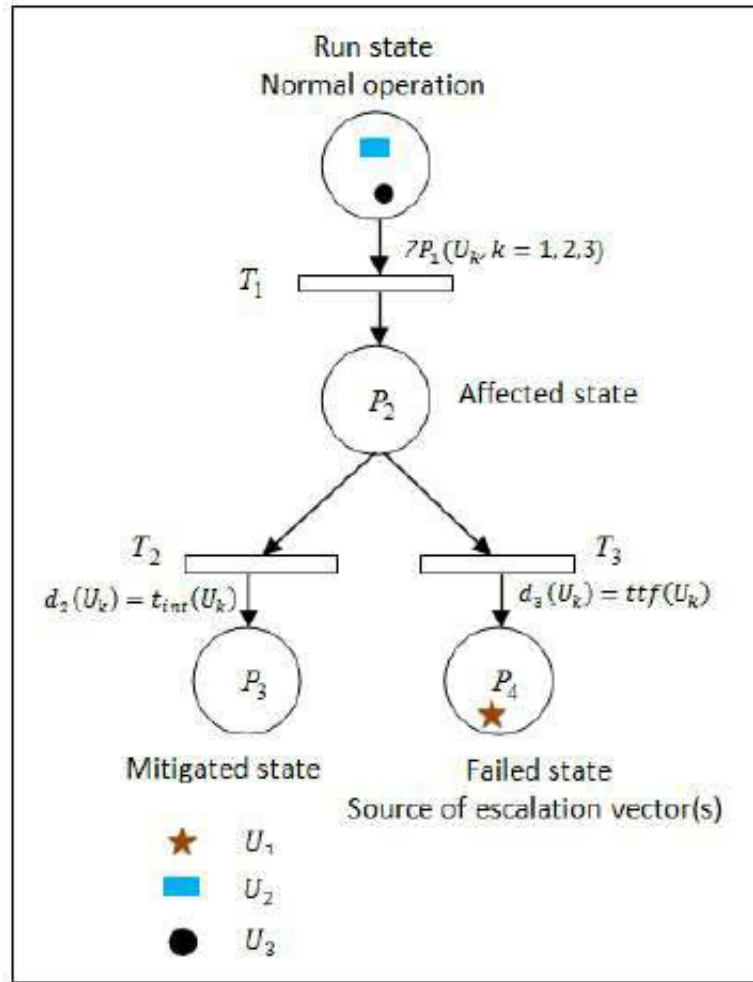 Run state
Normal operation
?P₁(Uₖ, k = 1,2,3)
T₁
P₂
Affected state
T₂
T₃
d₂(Uₖ) = tᵢₙₜ(Uₖ)
d₃(Uₖ) = ttf(Uₖ)
P₃
P₄
Mitigated state
Failed state
Source of escalation vector(s)
U₁
U₂
U₃